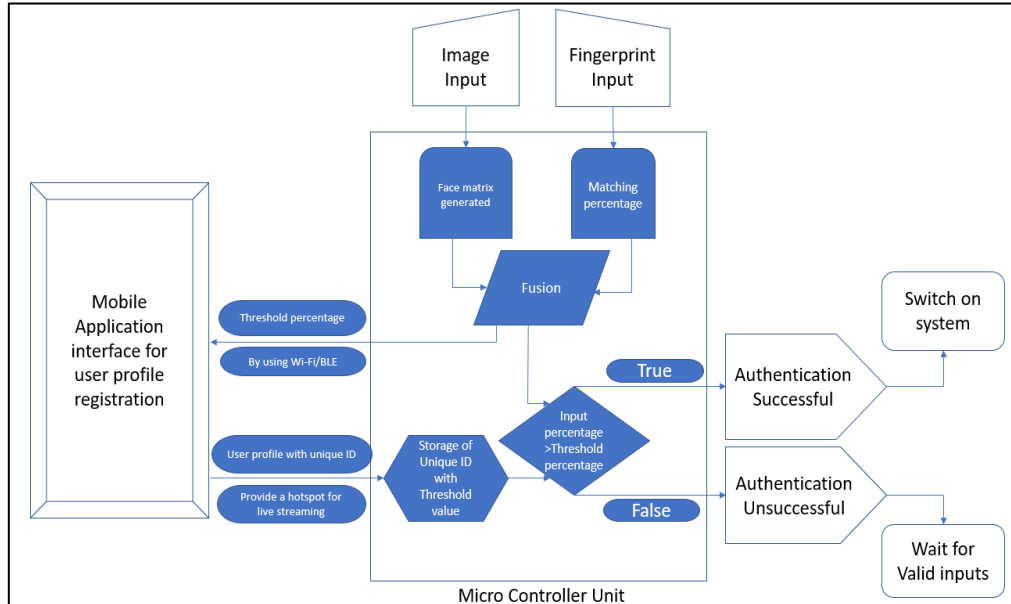 Image
Input
Fingerprint
Input
Face matrix
generated
Matching
percentage
Fusion
Mobile
Application
interface for
user profile
registration
Threshold percentage
By using Wi-Fi/BLE
User profile with unique ID
Provide a hotspot for
live streaming
Storage of
Unique ID
with
Threshold
value
Input
percentage
>Threshold
percentage
True
False
Authentication
Successful
Authentication
Unsuccessful
Switch on
system
Wait for
Valid inputs
Micro Controller Unit